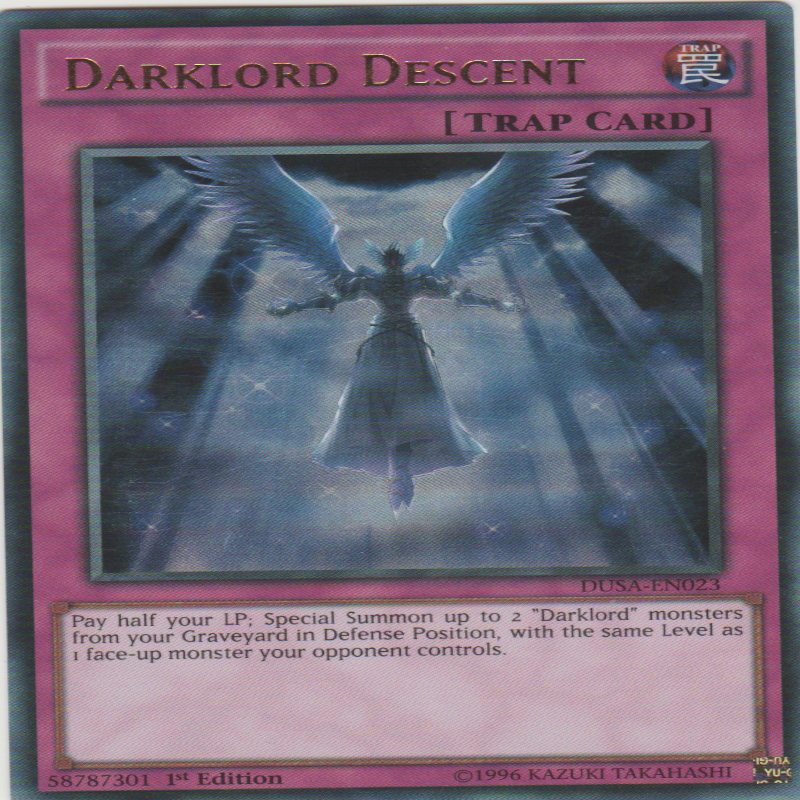 DARKLORD DESCENT
TRAP
罠
[TRAP CARD]
DUSA-EN023
Pay half your LP; Special Summon up to 2 "Darklord" monsters
from your Graveyard in Defense Position, with the same Level as
1 face-up monster your opponent controls.
58787301 1st Edition
©1996 KAZUKI TAKAHASHI